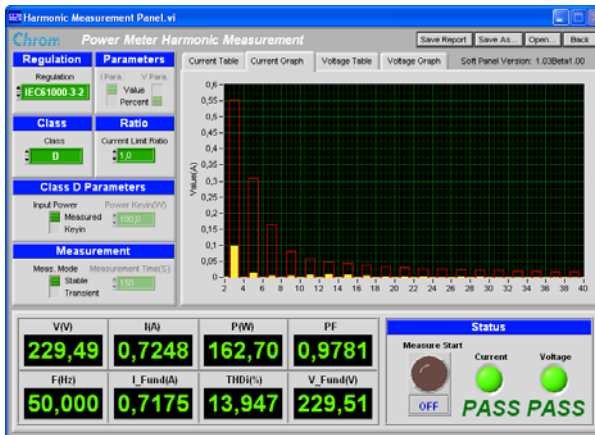 Harmonic Measurement Panel.vi
Chrom Power Meter Harmonic Measurement
Save Report Save As... Open... Back
Regulation Parameters
Current Table Current Graph Voltage Table Voltage Graph Soft Panel Version: 1.03Beta1.00
Regulation I Para. V Para.
IEC61000-3-2 Value
Percent
Class Ratio
Class Current Limit Ratio
D 1,0
Class D Parameters
Input Power Power Keyin(W)
Measured 100,0
Keyin
Measurement
Meas. Mode Measurement Time(S)
Stable 150
Transient
Value(A)
0,6
0,55
0,5
0,45
0,4
0,35
0,3
0,25
0,2
0,15
0,1
0,05
0
2 4 6 8 10 12 14 16 18 20 22 24 26 28 30 32 34 36 38 40
V(V) I(A) P(W) PF
229,49 0,7248 162,70 0,9781
F(Hz) I_Fund(A) THDi(%) V_Fund(V)
50,000 0,7175 13,947 229,51
Status
Measure Start Current Voltage
OFF PASS PASS